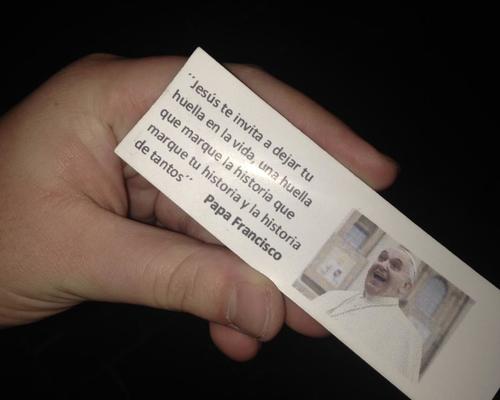 ´´Jesús te invita a dejar tu
huella en la vida, una huella
que marque la historia que
marque tu historia y la historia
de tantos´´
Papa Francisco